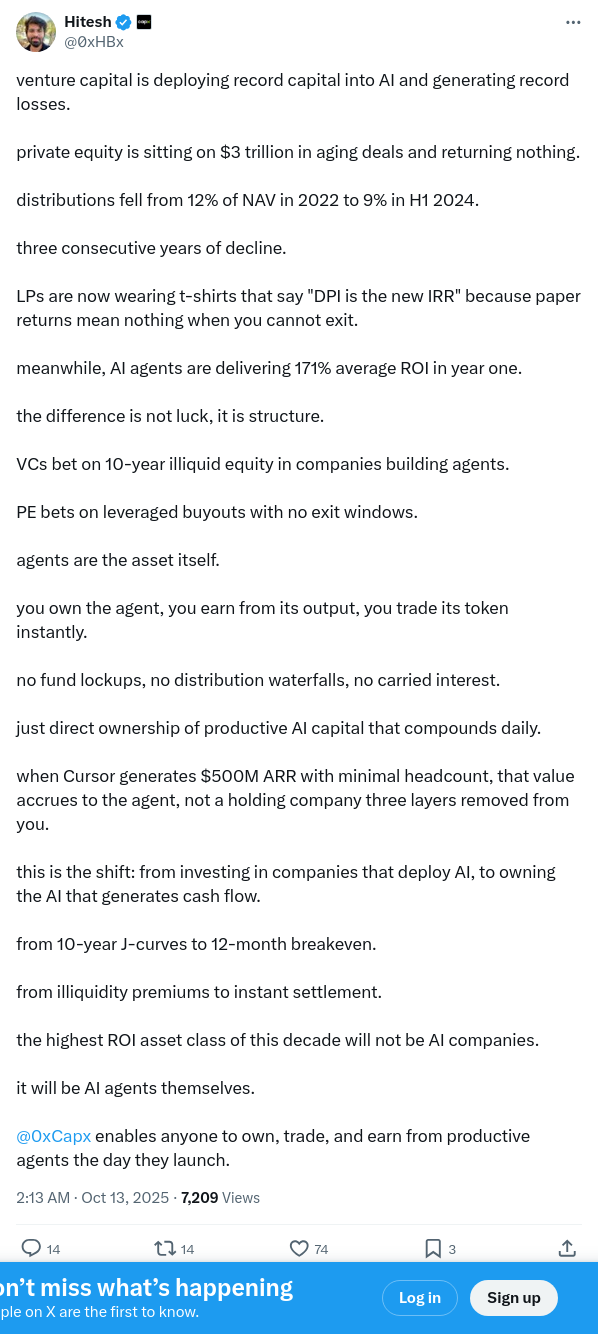 Hitesh
@0xHBx
venture capital is deploying record capital into AI and generating record
losses.
private equity is sitting on $3 trillion in aging deals and returning nothing.
distributions fell from 12% of NAV in 2022 to 9% in H1 2024.
three consecutive years of decline.
LPs are now wearing t-shirts that say "DPI is the new IRR" because paper
returns mean nothing when you cannot exit.
meanwhile, AI agents are delivering 171% average ROI in year one.
the difference is not luck, it is structure.
VCs bet on 10-year illiquid equity in companies building agents.
PE bets on leveraged buyouts with no exit windows.
agents are the asset itself.
you own the agent, you earn from its output, you trade its token
instantly.
no fund lockups, no distribution waterfalls, no carried interest.
just direct ownership of productive AI capital that compounds daily.
when Cursor generates $500M ARR with minimal headcount, that value
accrues to the agent, not a holding company three layers removed from
you.
this is the shift: from investing in companies that deploy AI, to owning
the AI that generates cash flow.
from 10-year J-curves to 12-month breakeven.
from illiquidity premiums to instant settlement.
the highest ROI asset class of this decade will not be AI companies.
it will be AI agents themselves.
@0xCapx enables anyone to own, trade, and earn from productive
agents the day they launch.
2:13 AM · Oct 13, 2025 · 7,209 Views
14 14 74 3
on't miss what's happening
ple on X are the first to know.
Log in
Sign up